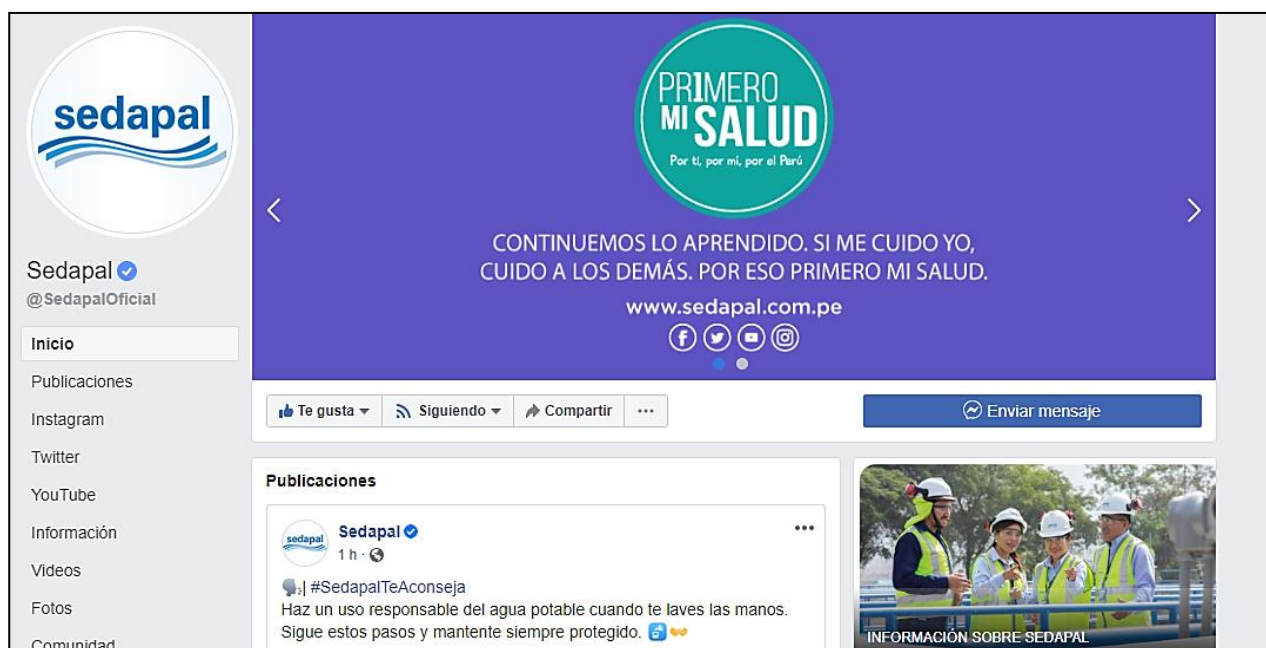 sedapal
Sedapal
@SedapalOficial
Inicio
Publicaciones
Instagram
Twitter
YouTube
Información
Videos
Fotos
Comunidad
PR1MERO
MI SALUD
Por ti, por mi, por el Perú
CONTINUEMOS LO APRENDIDO. SI ME CUIDO YO,
CUIDO A LOS DEMÁS. POR ESO PRIMERO MI SALUD.
www.sedapal.com.pe
Te gusta Siguiendo Compartir ...
Enviar mensaje
Publicaciones
sedapal
Sedapal
1 h ·
| #SedapalTeAconseja
Haz un uso responsable del agua potable cuando te laves las manos.
Sigue estos pasos y mantente siempre protegido.
INFORMACIÓN SOBRE SEDAPAL